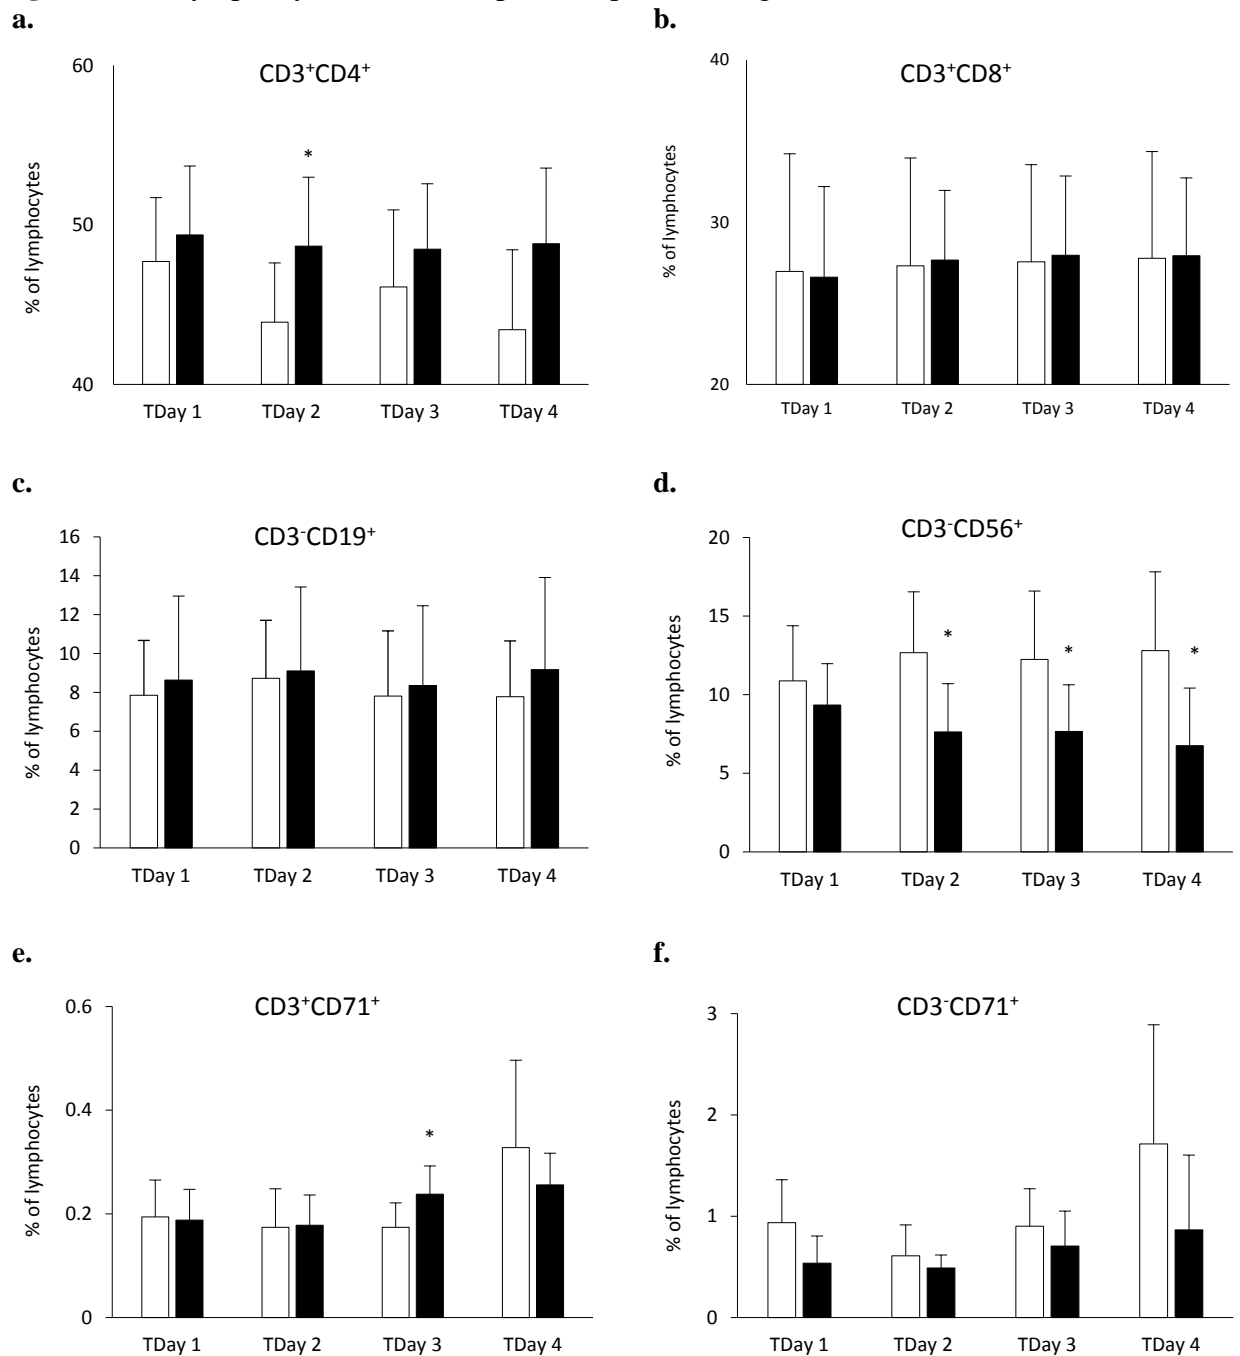 a.
CD3⁺CD4⁺
% of lymphocytes
60
50
40
*
TDay 1 TDay 2 TDay 3 TDay 4
b.
CD3⁺CD8⁺
% of lymphocytes
40
30
20
TDay 1 TDay 2 TDay 3 TDay 4
c.
CD3⁻CD19⁺
% of lymphocytes
16
14
12
10
8
6
4
2
0
TDay 1 TDay 2 TDay 3 TDay 4
d.
CD3⁻CD56⁺
% of lymphocytes
20
15
10
5
0
* * *
TDay 1 TDay 2 TDay 3 TDay 4
e.
CD3⁺CD71⁺
% of lymphocytes
0.6
0.4
0.2
0
*
TDay 1 TDay 2 TDay 3 TDay 4
f.
CD3⁻CD71⁺
% of lymphocytes
3
2
1
0
TDay 1 TDay 2 TDay 3 TDay 4